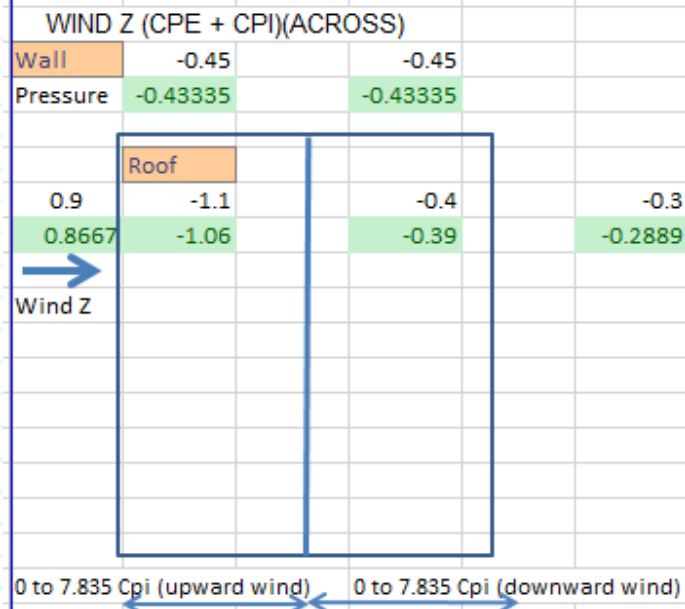 WIND Z (CPE + CPI)(ACROSS)
Wall -0.45 -0.45
Pressure -0.43335 -0.43335
Roof
0.9 -1.1 -0.4 -0.3
0.8667 -1.06 -0.39 -0.2889
Wind Z
0 to 7.835 Cpi (upward wind) 0 to 7.835 Cpi (downward wind)